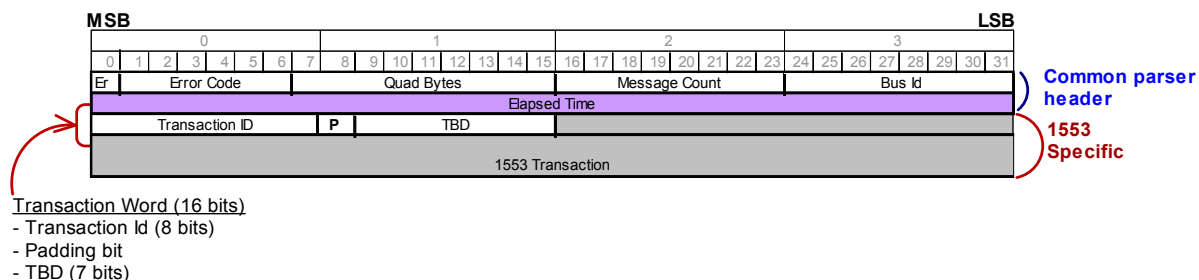 MSB LSB
0 1 2 3
0 1 2 3 4 5 6 7 8 9 10 11 12 13 14 15 16 17 18 19 20 21 22 23 24 25 26 27 28 29 30 31
Er Error Code Quad Bytes Message Count Bus Id
Elapsed Time
Transaction ID P TBD
1553 Transaction
Common parser
header
1553
Specific
Transaction Word (16 bits)
- Transaction Id (8 bits)
- Padding bit
- TBD (7 bits)